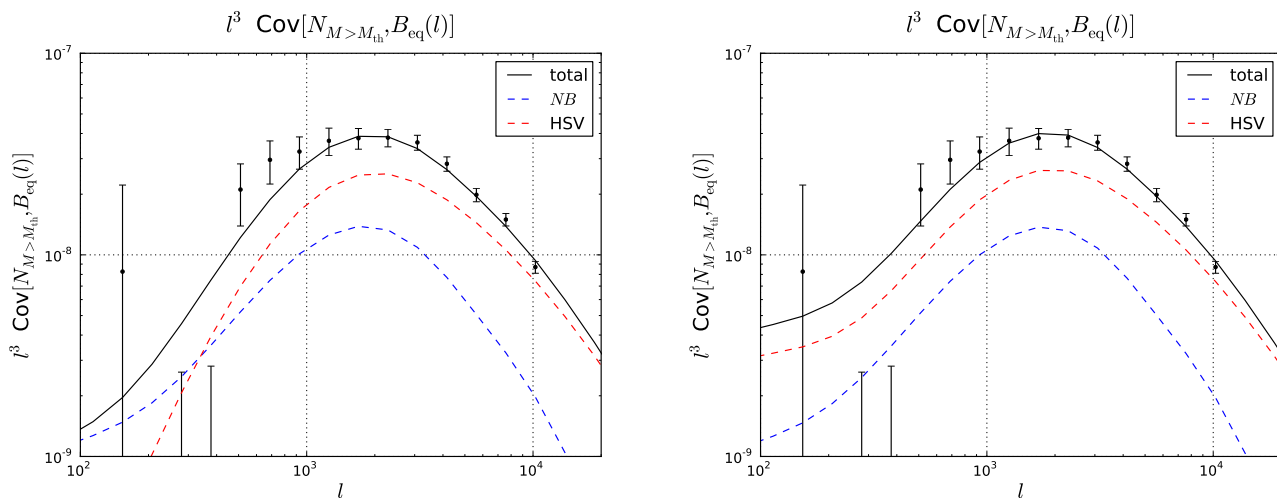 l³ Cov[N_{M>M_th}, B_eq(l)]
10⁻⁷
10⁻⁸
10⁻⁹
l³ Cov[N_{M>M_th}, B_eq(l)]
total
NB
HSV
10² 10³ 10⁴
l
l³ Cov[N_{M>M_th}, B_eq(l)]
10⁻⁷
10⁻⁸
10⁻⁹
l³ Cov[N_{M>M_th}, B_eq(l)]
total
NB
HSV
10² 10³ 10⁴
l